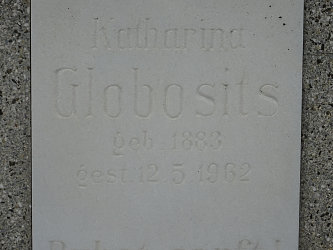 Katharina
Globosits
geb. 1883
gest. 12.5.1962